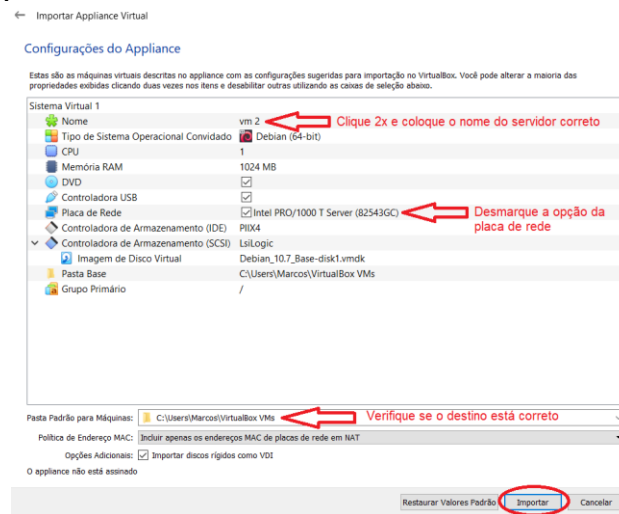 ← Importar Appliance Virtual
Configurações do Appliance
Estas são as máquinas virtuais descritas no appliance com as configurações sugeridas para importação no VirtualBox. Você pode alterar a maioria das
propriedades exibidas clicando duas vezes nos itens e desabilitar outras utilizando as caixas de seleção abaixo.
Sistema Virtual 1
Nome vm 2 Clique 2x e coloque o nome do servidor correto
Tipo de Sistema Operacional Convidado Debian (64-bit)
CPU 1
Memória RAM 1024 MB
DVD
Controladora USB
Placa de Rede Intel PRO/1000 T Server (82543GC) Desmarque a opção da
placa de rede
Controladora de Armazenamento (IDE) PIIX4
Controladora de Armazenamento (SCSI) LsiLogic
Imagem de Disco Virtual Debian_10.7_Base-disk1.vmdk
Pasta Base C:\Users\Marcos\VirtualBox VMs
Grupo Primário /
Pasta Padrão para Máquinas: C:\Users\Marcos\VirtualBox VMs Verifique se o destino está correto
Política de Endereço MAC: Incluir apenas os endereços MAC de placas de rede em NAT
Opções Adicionais: Importar discos rígidos como VDI
O appliance não está assinado
Restaurar Valores Padrão Importar Cancelar